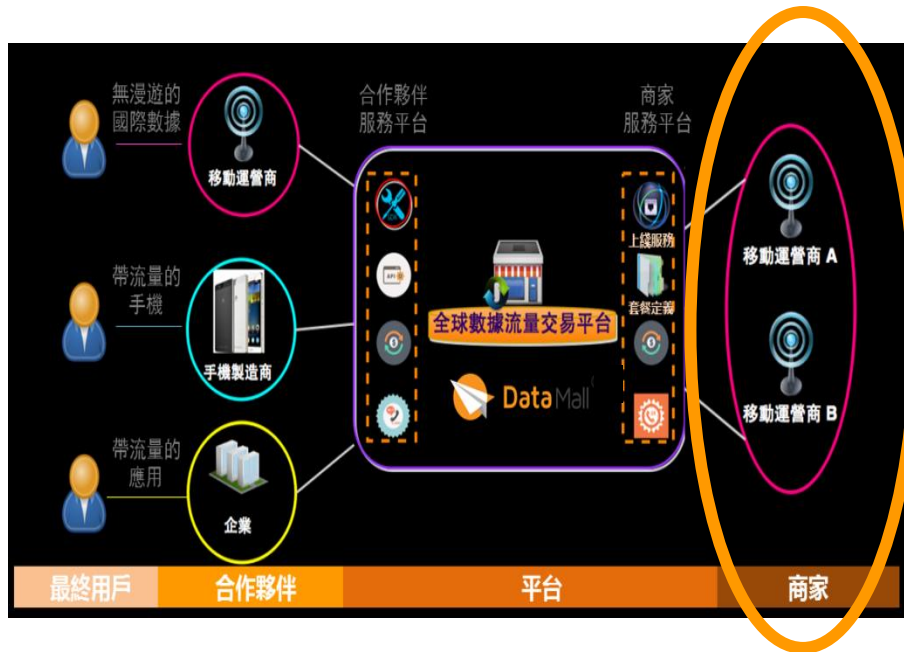 無漫遊的
國際數據
移動運營商
合作夥伴
服務平台
商家
服務平台
上綫服務
移動運營商 A
帶流量的
手機
手機製造商
API
套餐定義
全球數據流量交易平台
DataMall
移動運營商 B
帶流量的
應用
企業
最終用戶
合作夥伴
平台
商家